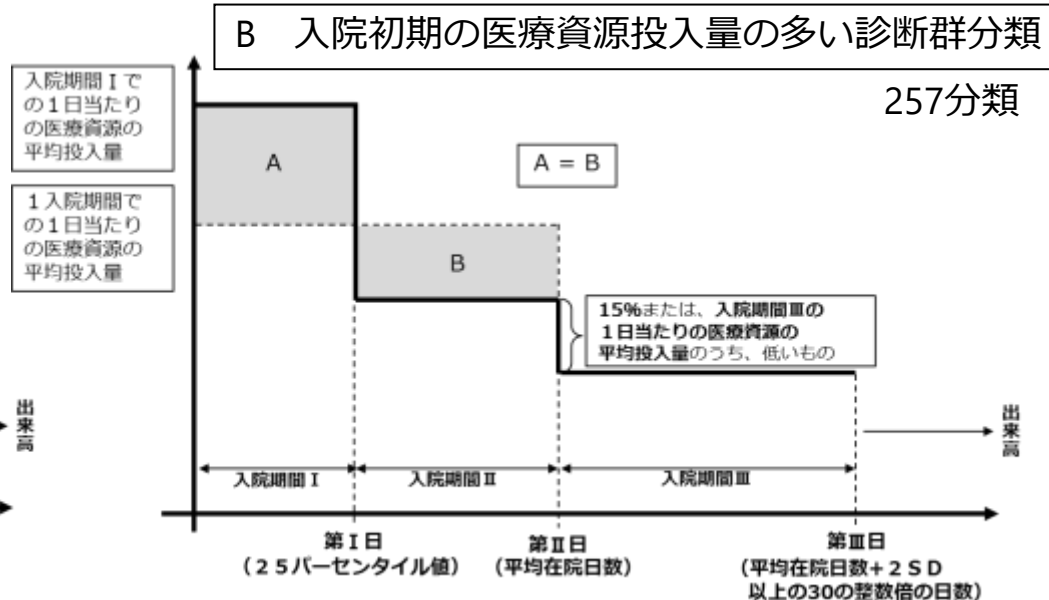 B　入院初期の医療資源投入量の多い診断群分類
257分類
入院期間Ⅰで
の１日当たり
の医療資源の
平均投入量
１入院期間で
の１日当たり
の医療資源の
平均投入量
A
A = B
B
15%または、入院期間Ⅲの
１日当たりの医療資源の
平均投入量のうち、低いもの
出来高
出来高
入院期間Ⅰ
入院期間Ⅱ
入院期間Ⅲ
第Ⅰ日
（２５パーセンタイル値）
第Ⅱ日
（平均在院日数）
第Ⅲ日
（平均在院日数+２ＳＤ
以上の30の整数倍の日数）